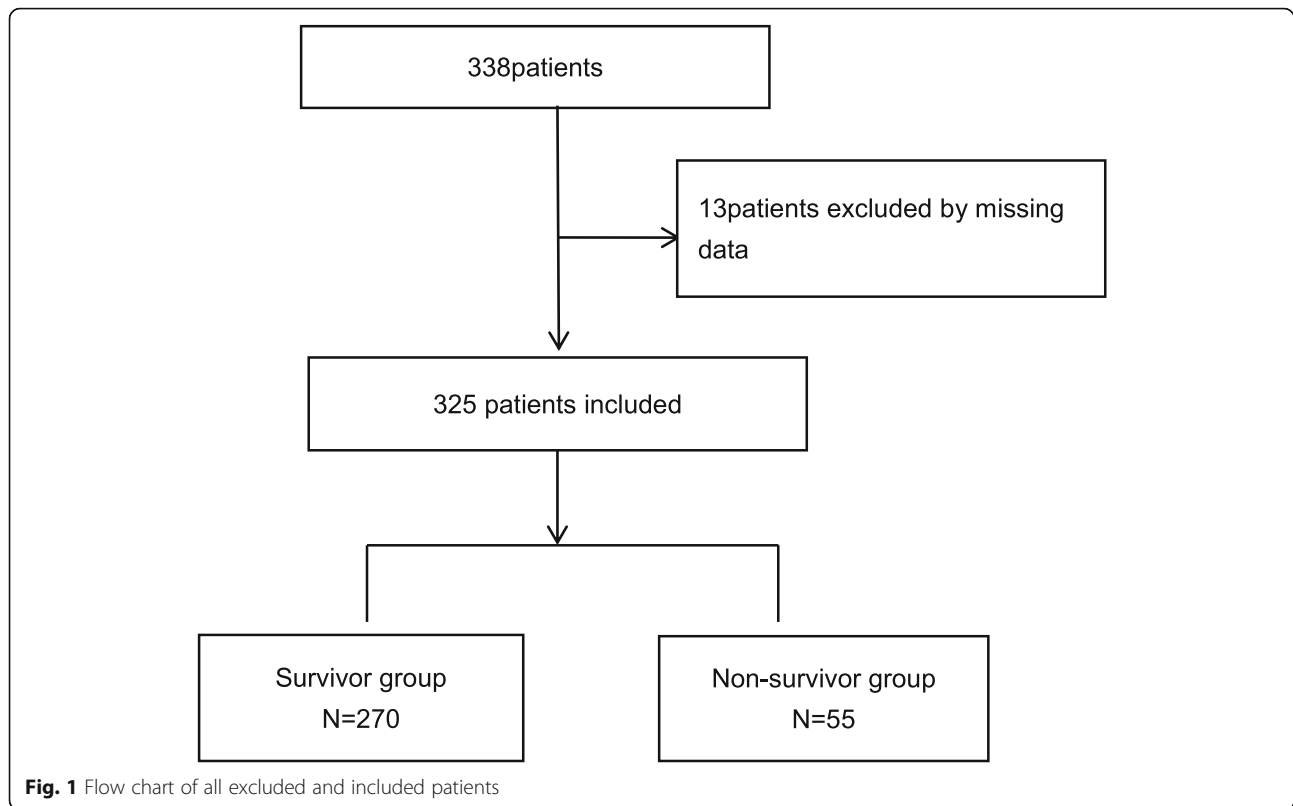 338patients
13patients excluded by missing
data
325 patients included
Survivor group
N=270
Non-survivor group
N=55
Fig. 1 Flow chart of all excluded and included patients